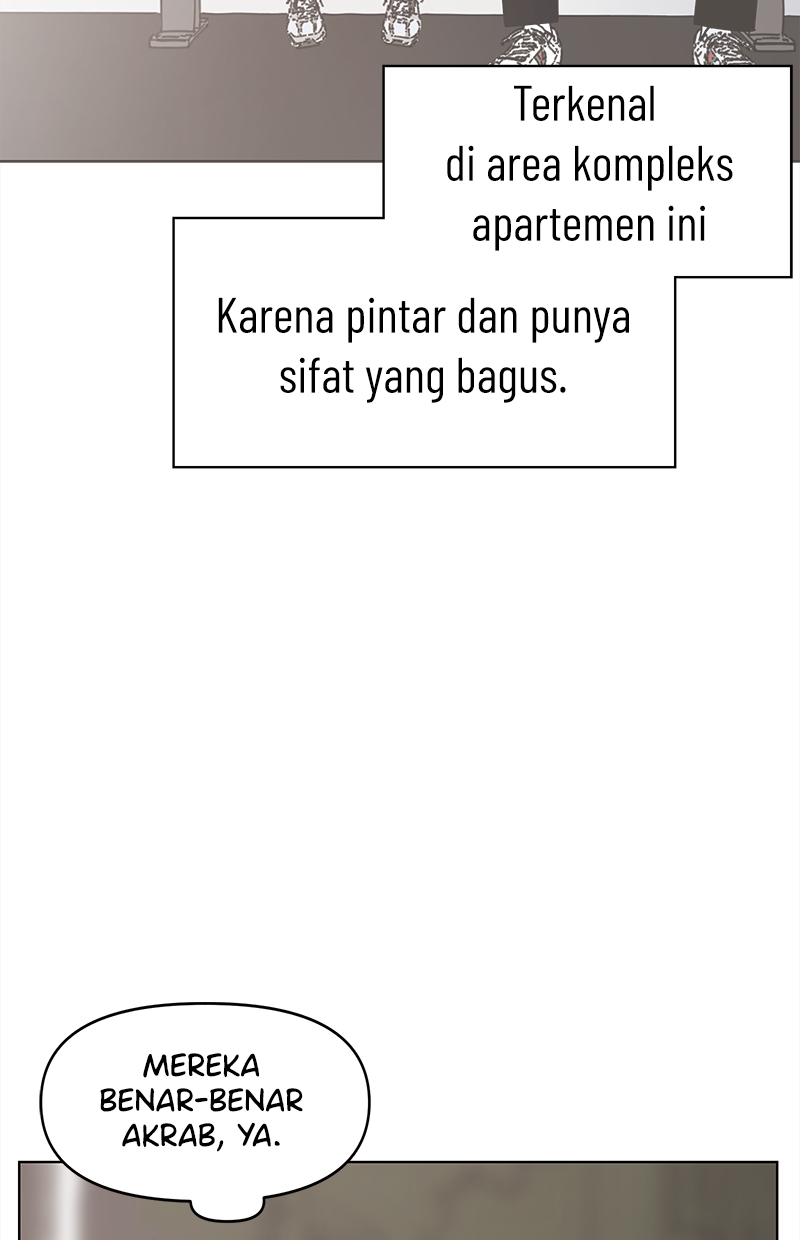 Terkenal
di area kompleks
apartemen ini
Karena pintar dan punya
sifat yang bagus.
MEREKA
BENAR-BENAR
AKRAB, YA.